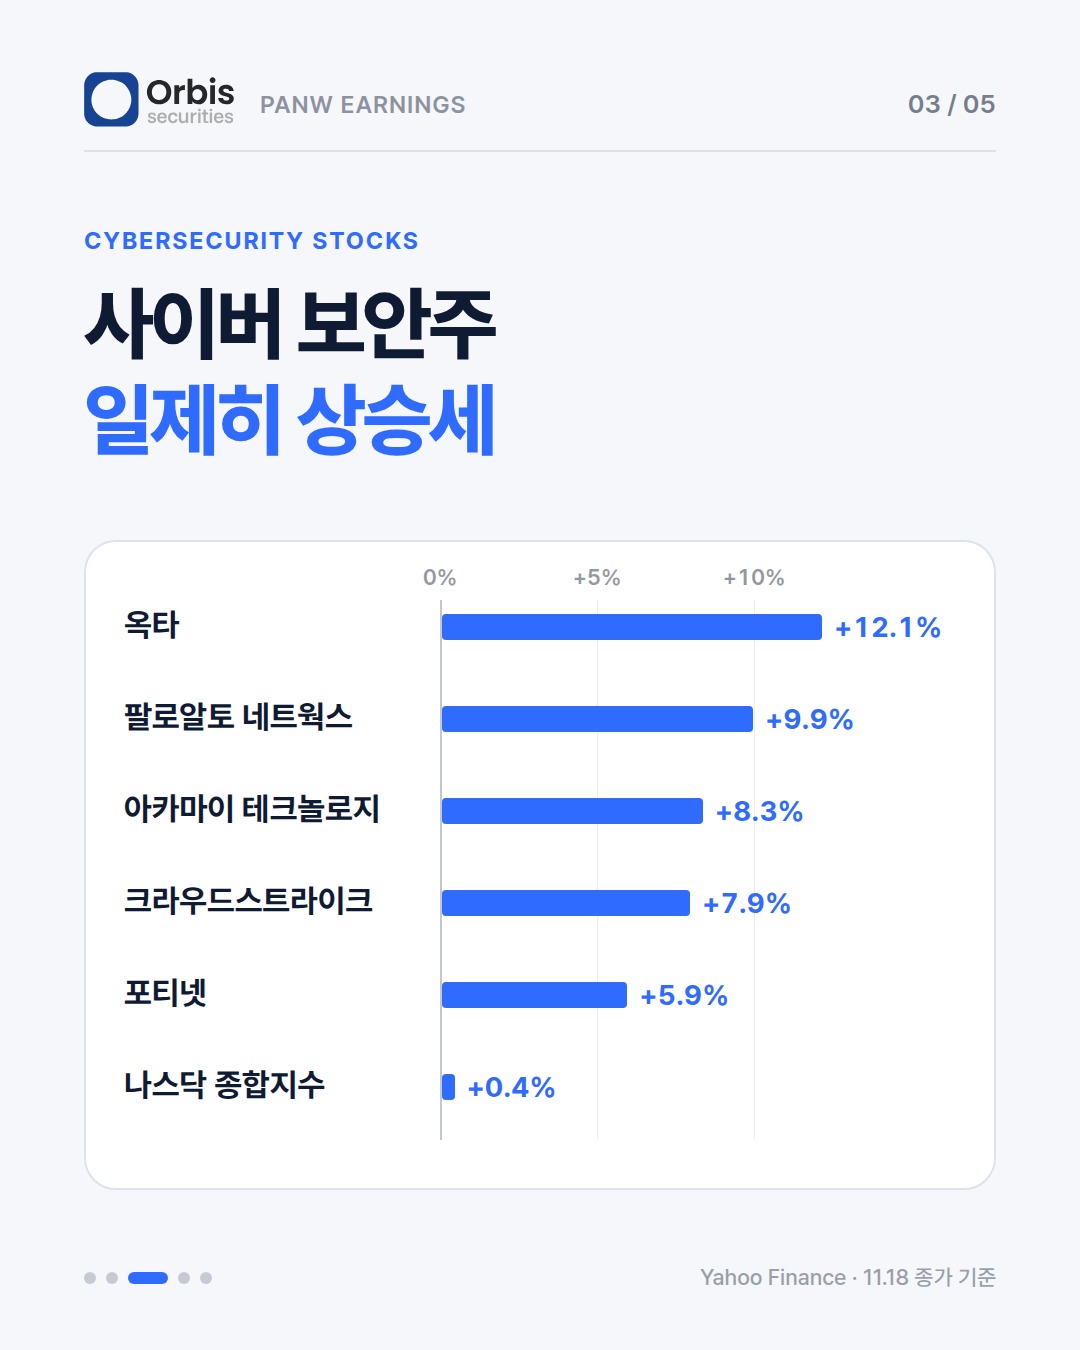 Orbis
securities
PANW EARNINGS
03 / 05
CYBERSECURITY STOCKS
사이버 보안주
일제히 상승세
0% +5% +10%
옥타 +12.1%
팔로알토 네트웍스 +9.9%
아카마이 테크놀로지 +8.3%
크라우드스트라이크 +7.9%
포티넷 +5.9%
나스닥 종합지수 +0.4%
Yahoo Finance · 11.18 종가 기준